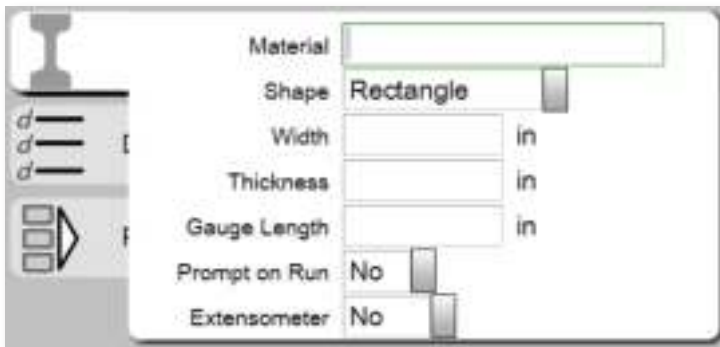 Material
Shape Rectangle
d
Width in
d
d
Thickness in
Gauge Length in
Prompt on Run No
Extensometer No